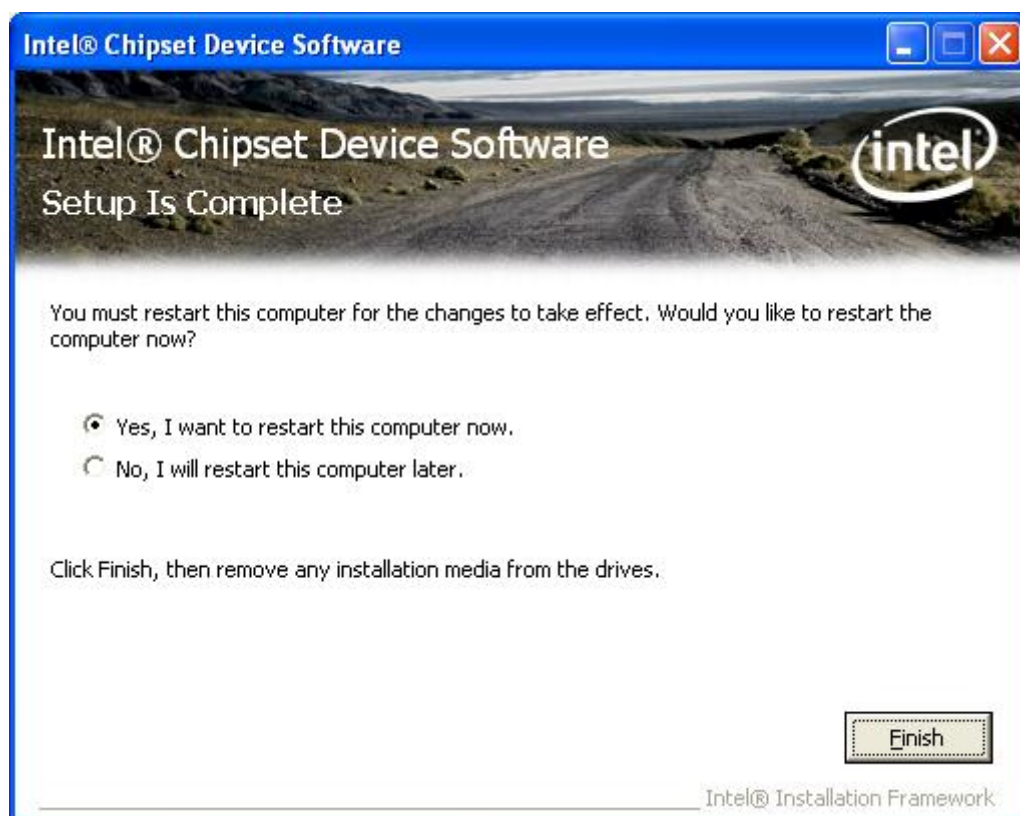 Intel® Chipset Device Software
Intel® Chipset Device Software
intel
Setup Is Complete
You must restart this computer for the changes to take effect. Would you like to restart the
computer now?
Yes, I want to restart this computer now.
No, I will restart this computer later.
Click Finish, then remove any installation media from the drives.
Finish
Intel® Installation Framework